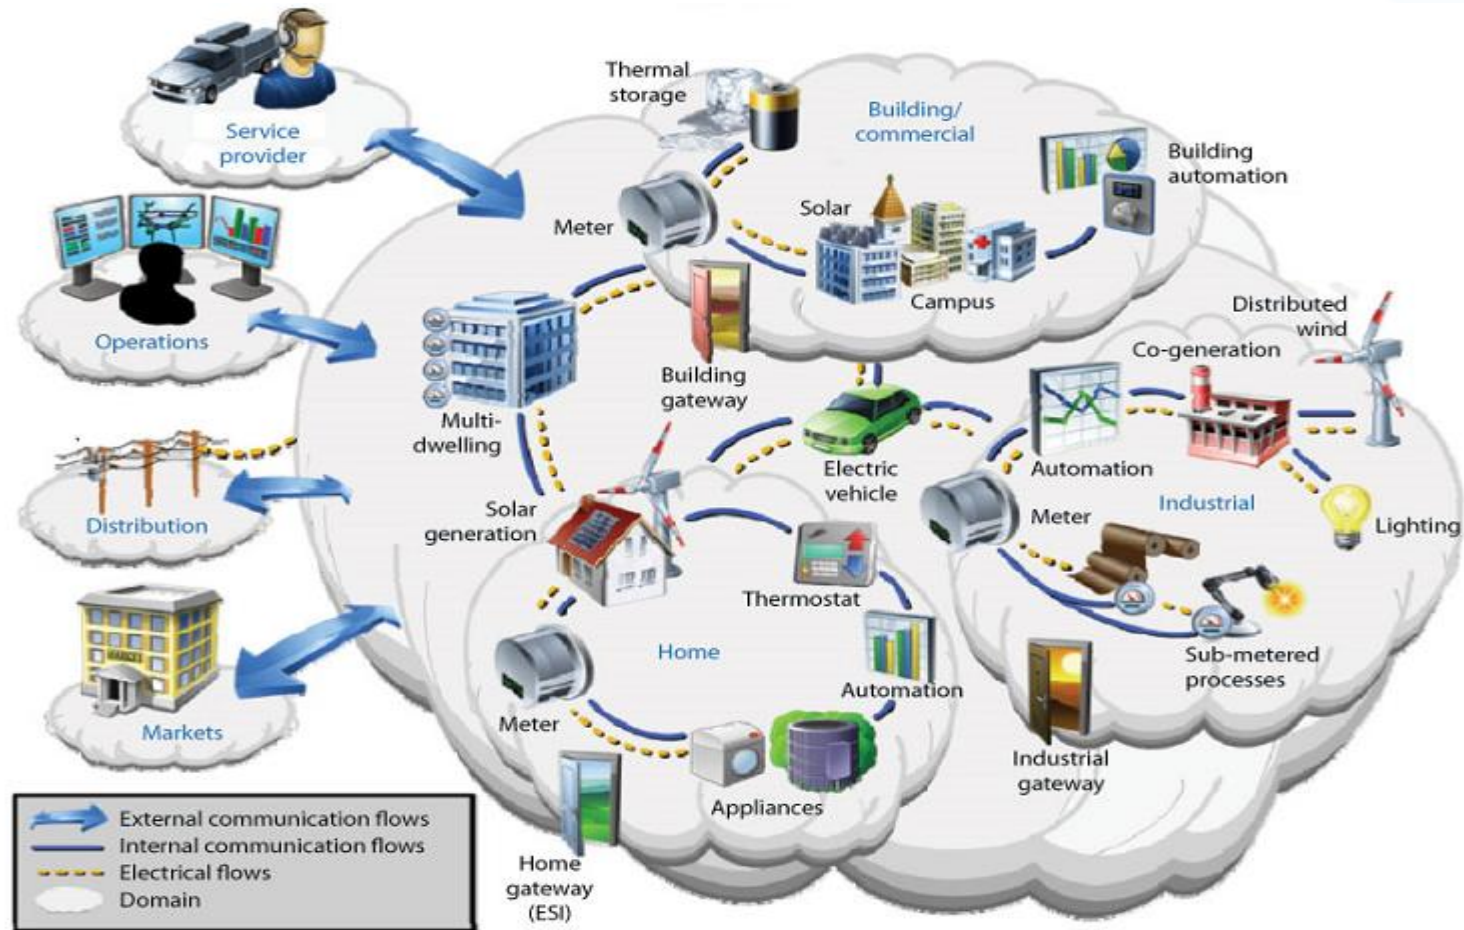 Service
provider
Operations
Distribution
Markets
Thermal
storage
Building/
commercial
Building
automation
Meter
Solar
Campus
Building
gateway
Multi-
dwelling
Electric
vehicle
Distributed
wind
Co-generation
Automation
Meter
Industrial
Lighting
Sub-metered
processes
Industrial
gateway
Solar
generation
Thermostat
Home
Automation
Meter
Appliances
Home
gateway
(ESI)
External communication flows
Internal communication flows
Electrical flows
Domain